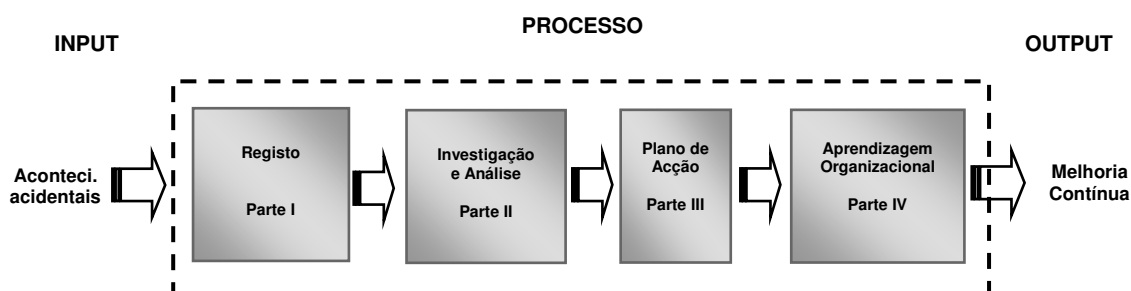 PROCESSO
INPUT
OUTPUT
Aconteci.
acidentais
Registo
Parte I
Investigação
e Análise
Parte II
Plano de
Acção
Parte III
Aprendizagem
Organizacional
Parte IV
Melhoria
Contínua